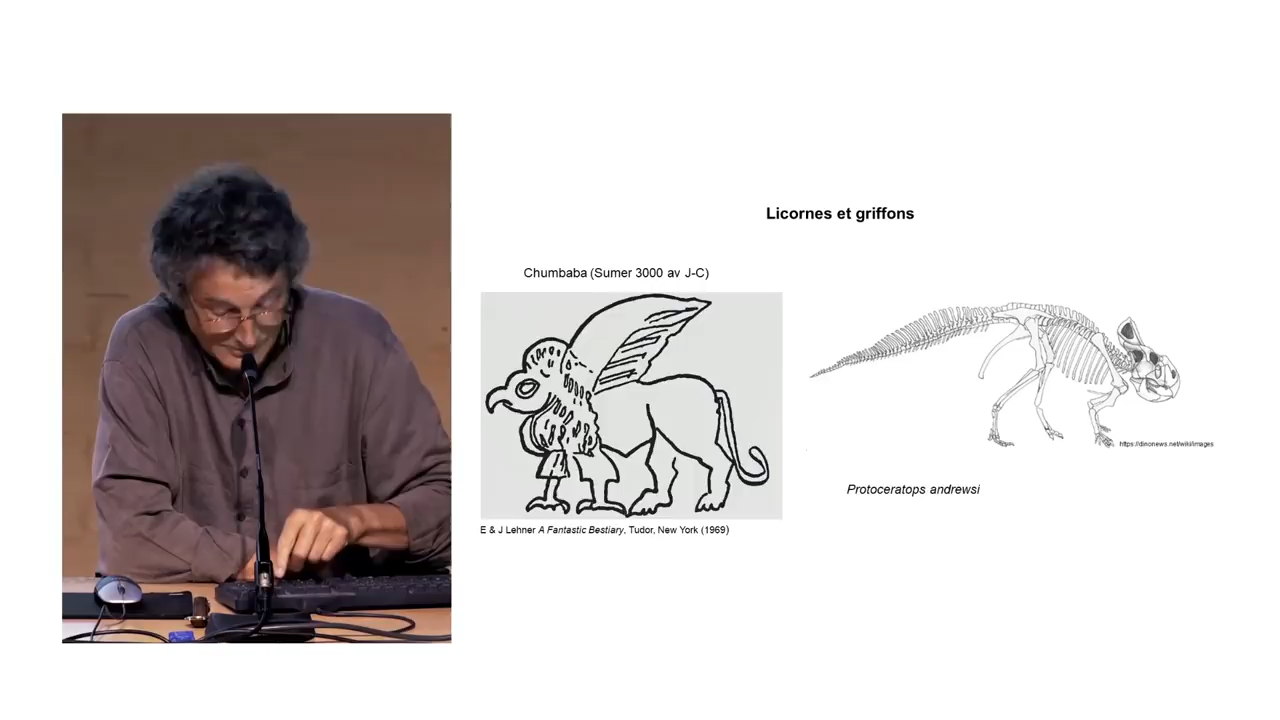 Licornes et griffons
Chumbaba (Sumer 3000 av J-C)
https://dinonews.net/wiki/images
Protoceratops andrewsi
E & J Lehner A Fantastic Bestiary, Tudor, New York (1969)